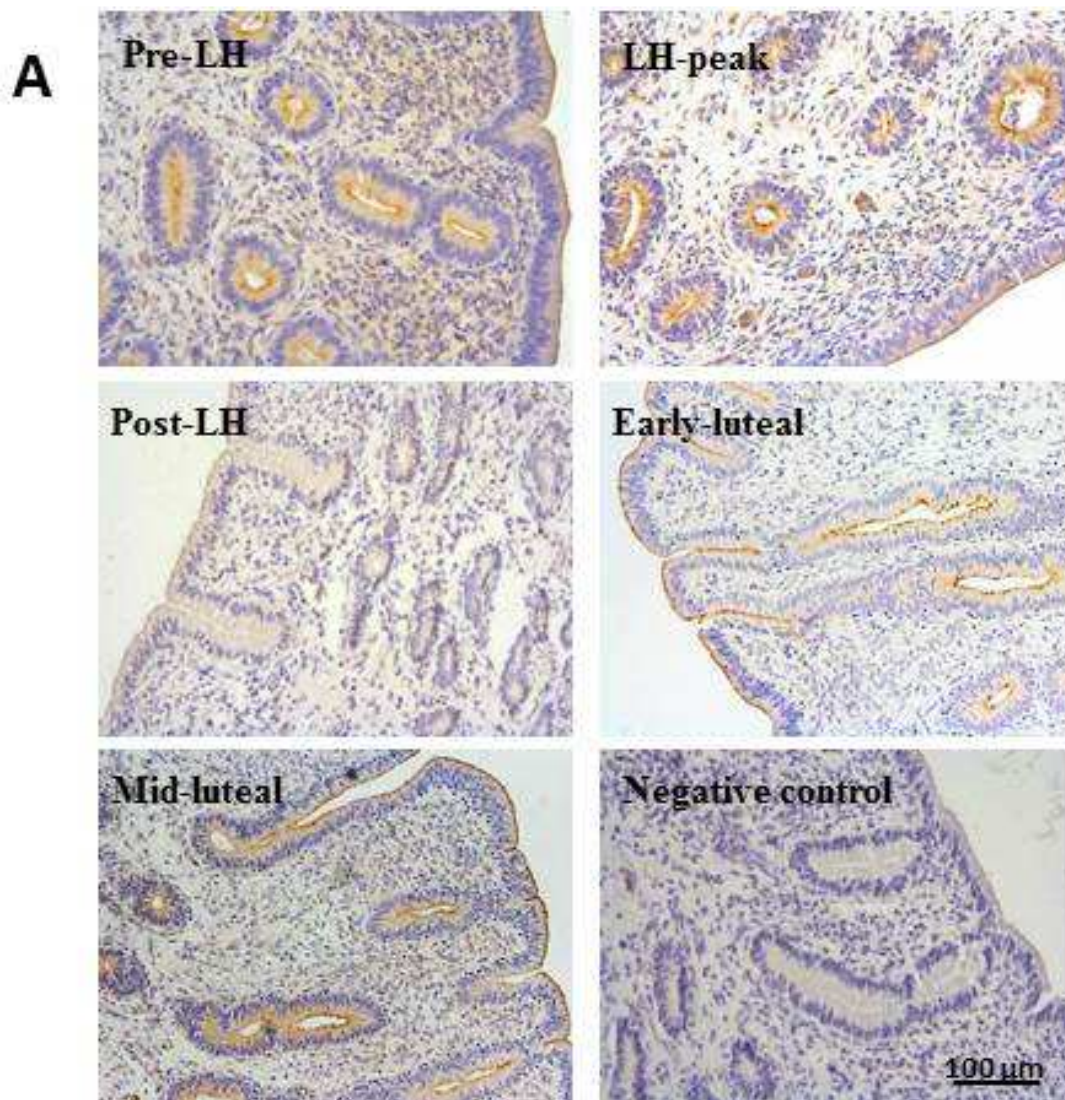 A
Pre-LH
LH-peak
Post-LH
Early-luteal
Mid-luteal
Negative control
100 µm